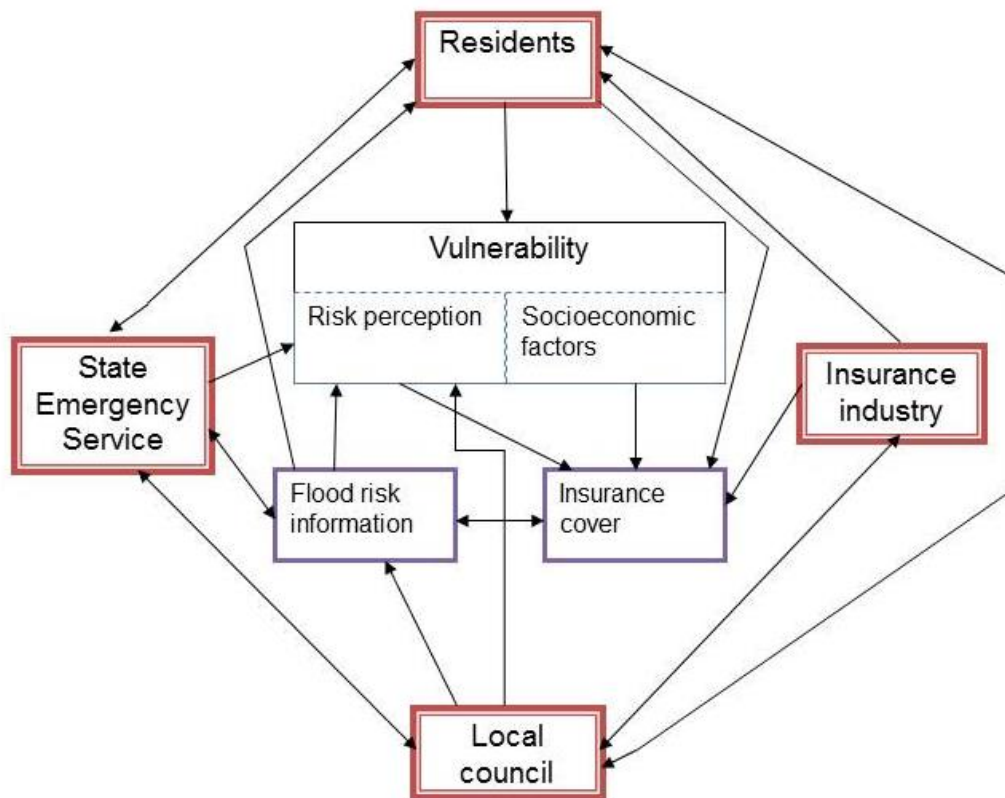 Residents
Vulnerability
Risk perception
Socioeconomic
factors
State
Emergency
Service
Insurance
industry
Flood risk
information
Insurance
cover
Local
council